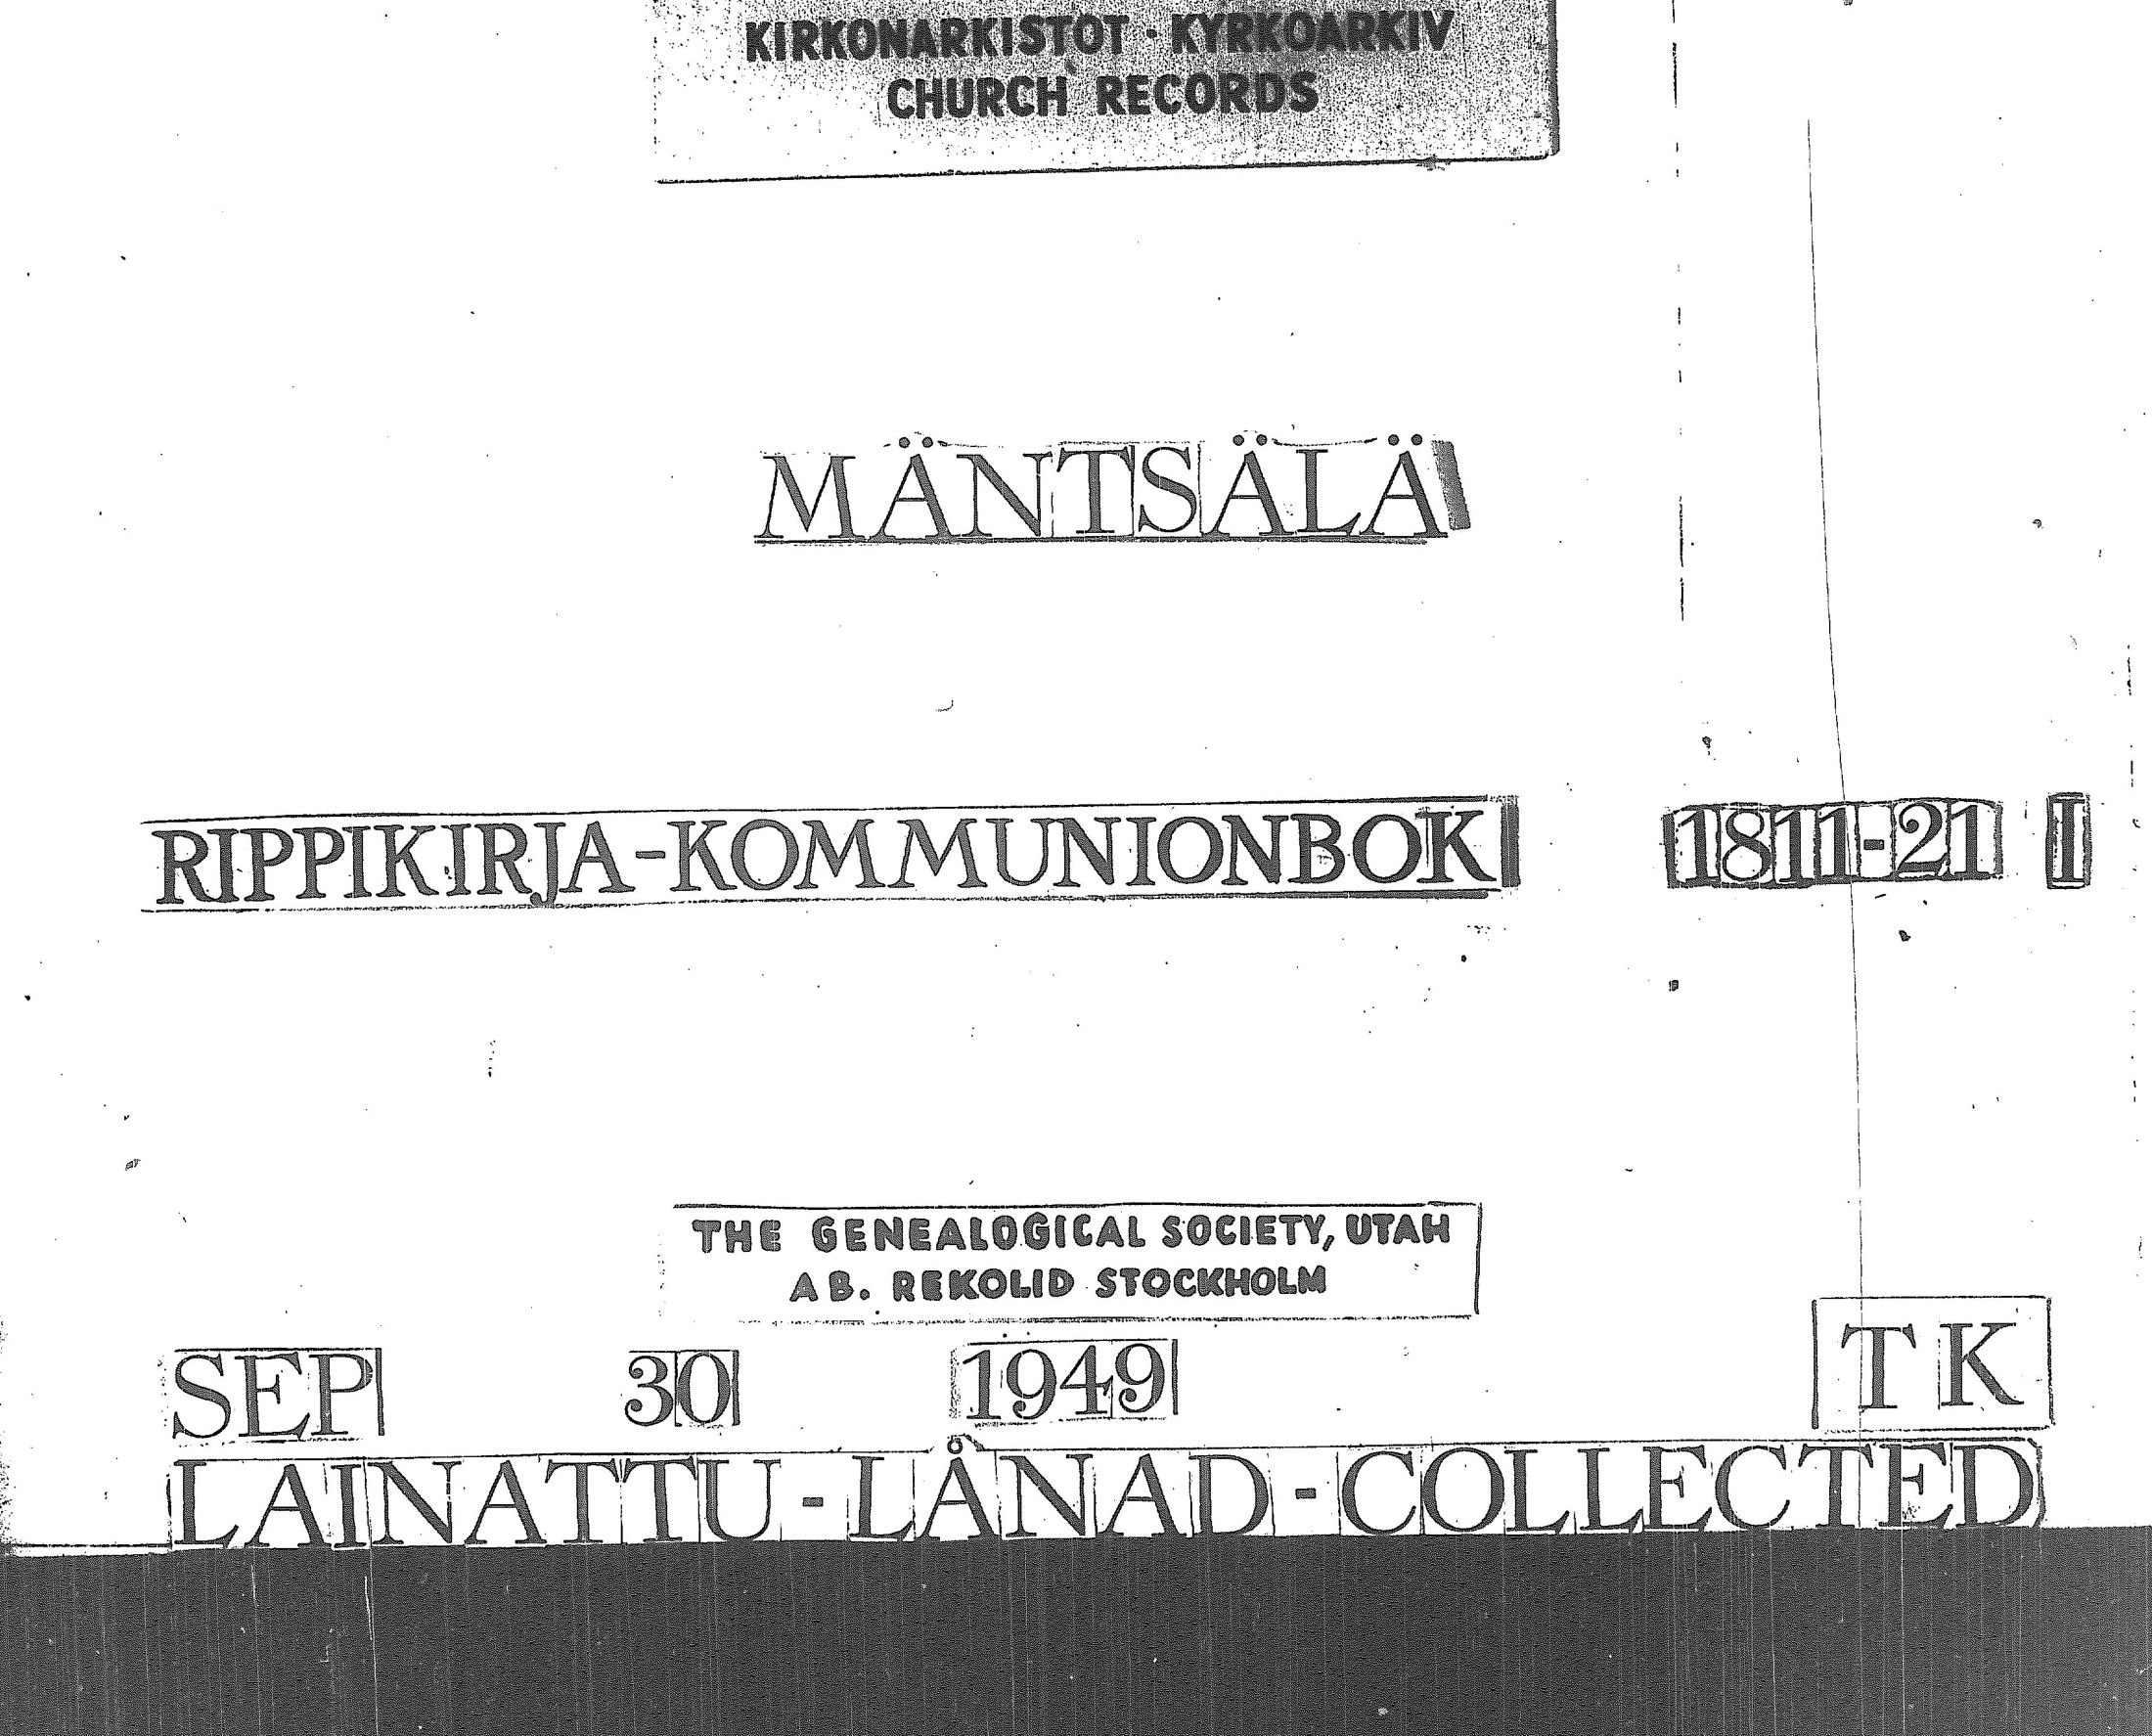 KIRKONARKISTOT · KYRKOARKIV
CHURCH RECORDS
MÄNTSÄLÄ
RIPPIKIRJA-KOMMUNIONBOK 1811-21 I
THE GENEALOGICAL SOCIETY, UTAH
AB. REKOLID STOCKHOLM
SEP 30 1949 TK
LAINATTU-LÅNAD-COLLECTED